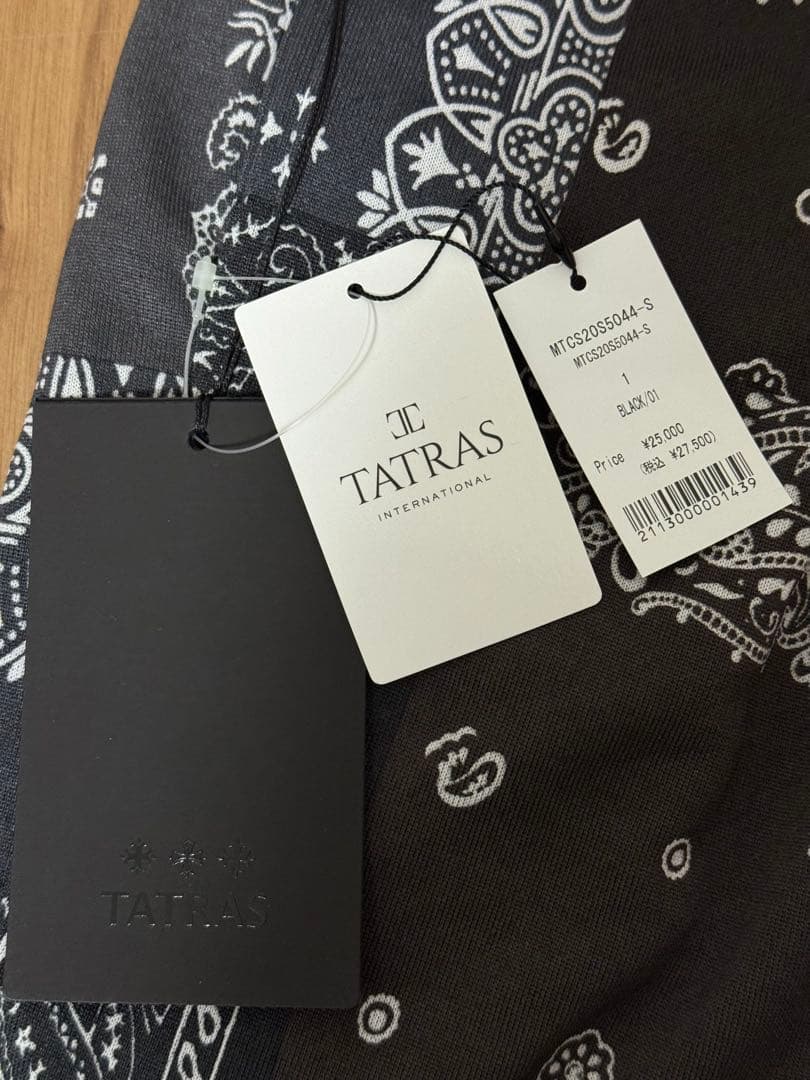 TATRAS
TATRAS
INTERNATIONAL
MTCS20S5044-S
MTCS20S5044-S
1
BLACK/01
Price ¥25,000
(税込 ¥27,500)
2113000001439